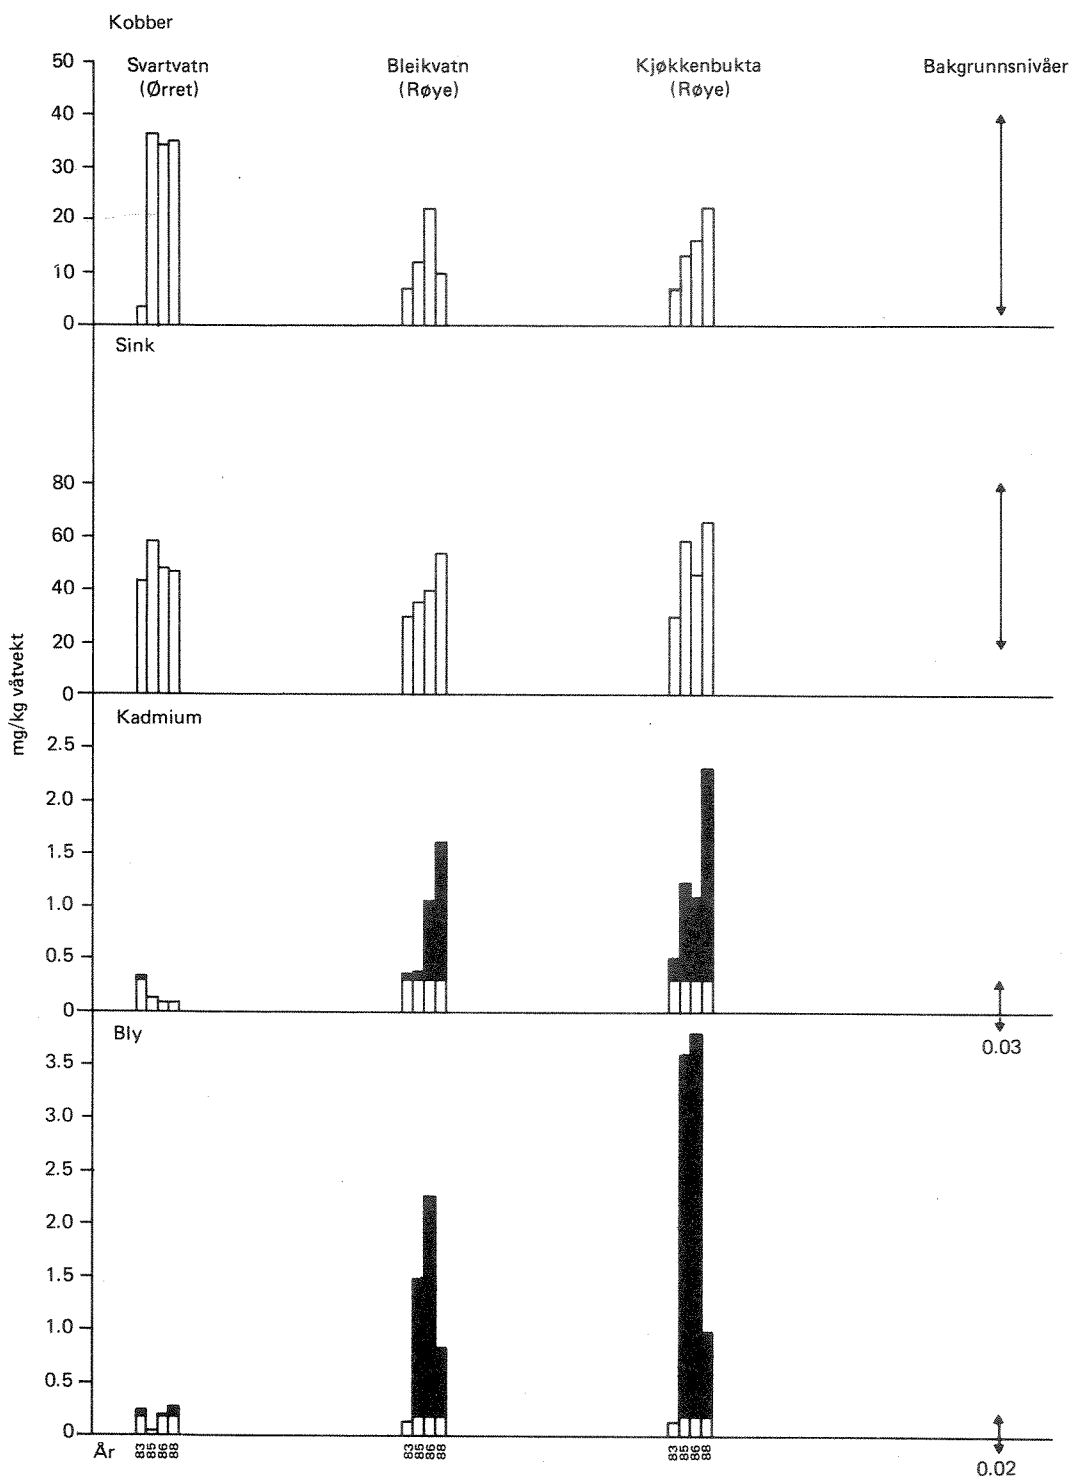 Kobber
50
Svartvatn
(Ørret)
Bleikvatn
(Røye)
Kjøkkenbukta
(Røye)
Bakgrunnsnivåer
40
30
20
10
0
Sink
80
60
40
20
0
mg/kg våtvekt
Kadmium
2.5
2.0
1.5
1.0
0.5
0
0.03
Bly
3.5
3.0
2.5
2.0
1.5
1.0
0.5
0
År
83 85 86 88
83 85 86 88
83 85 86 88
0.02